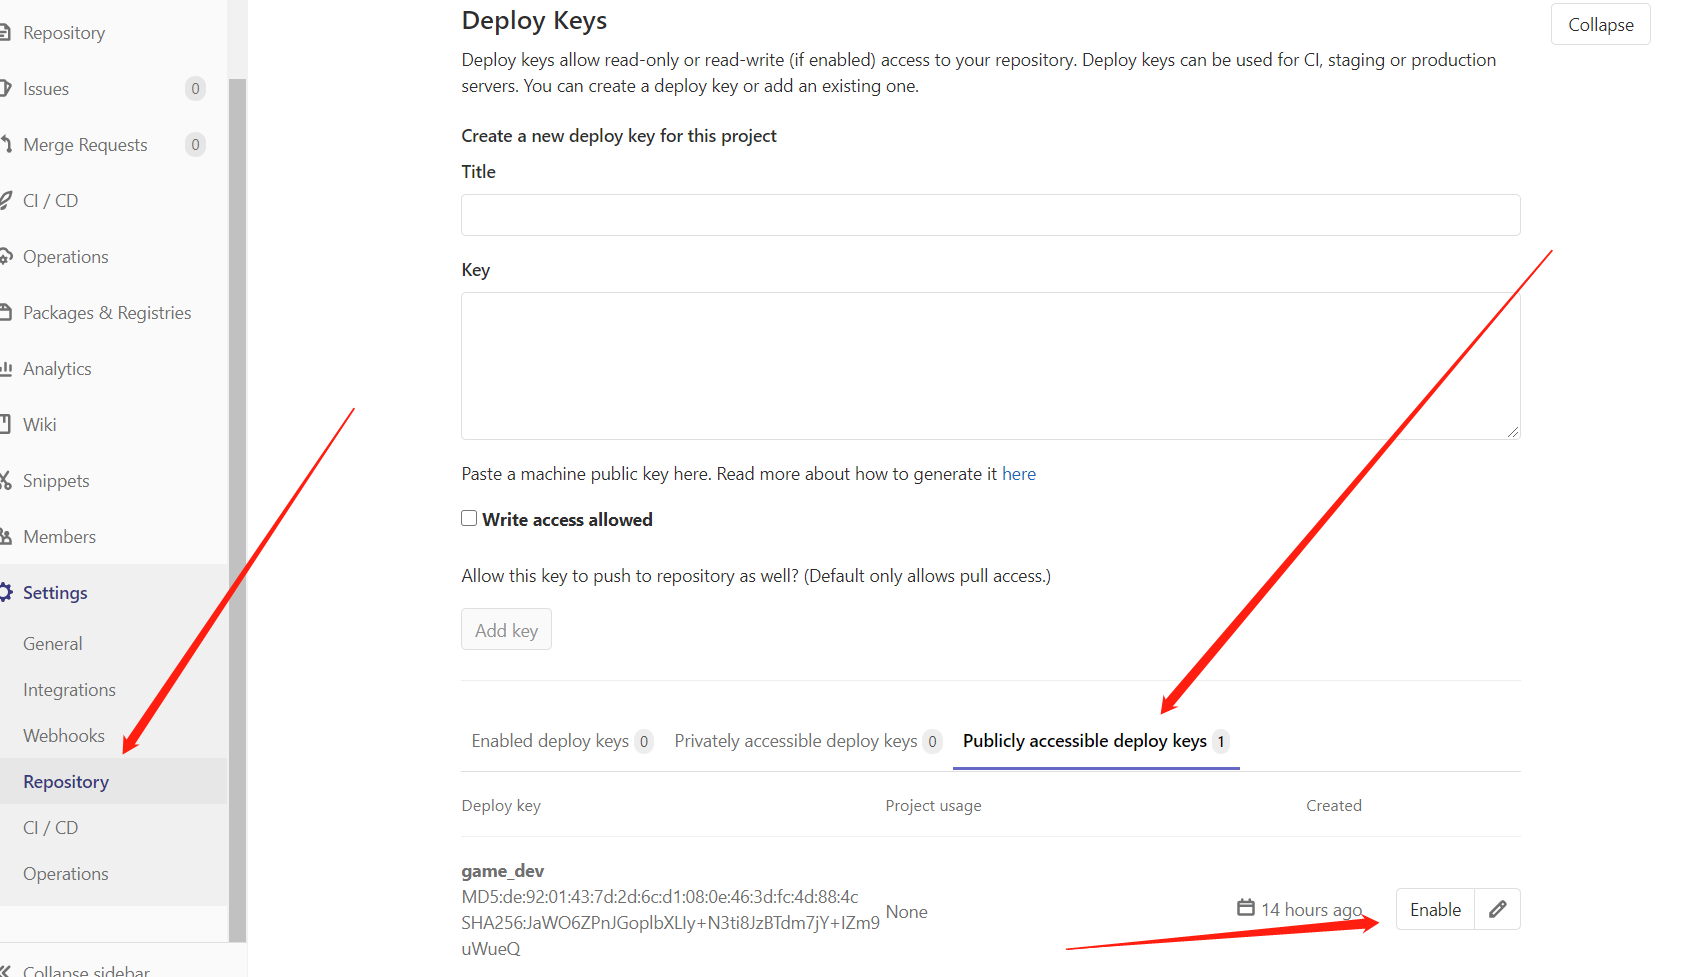 Repository
Issues 0
Merge Requests 0
CI / CD
Operations
Packages & Registries
Analytics
Wiki
Snippets
Members
Settings
General
Integrations
Webhooks
Repository
CI / CD
Operations
Collapse sidebar
Deploy Keys
Collapse
Deploy keys allow read-only or read-write (if enabled) access to your repository. Deploy keys can be used for CI, staging or production
servers. You can create a deploy key or add an existing one.
Create a new deploy key for this project
Title
Key
Paste a machine public key here. Read more about how to generate it here
Write access allowed
Allow this key to push to repository as well? (Default only allows pull access.)
Add key
Enabled deploy keys 0 Privately accessible deploy keys 0 Publicly accessible deploy keys 1
Deploy key Project usage Created
game_dev
MD5:de:92:01:43:7d:2d:6c:d1:08:0e:46:3d:fc:4d:88:4c
SHA256:JaWO6ZPnJGoplbXLIy+N3ti8JzBTdm7jY+IZm9
uWueQ
None
14 hours ago
Enable